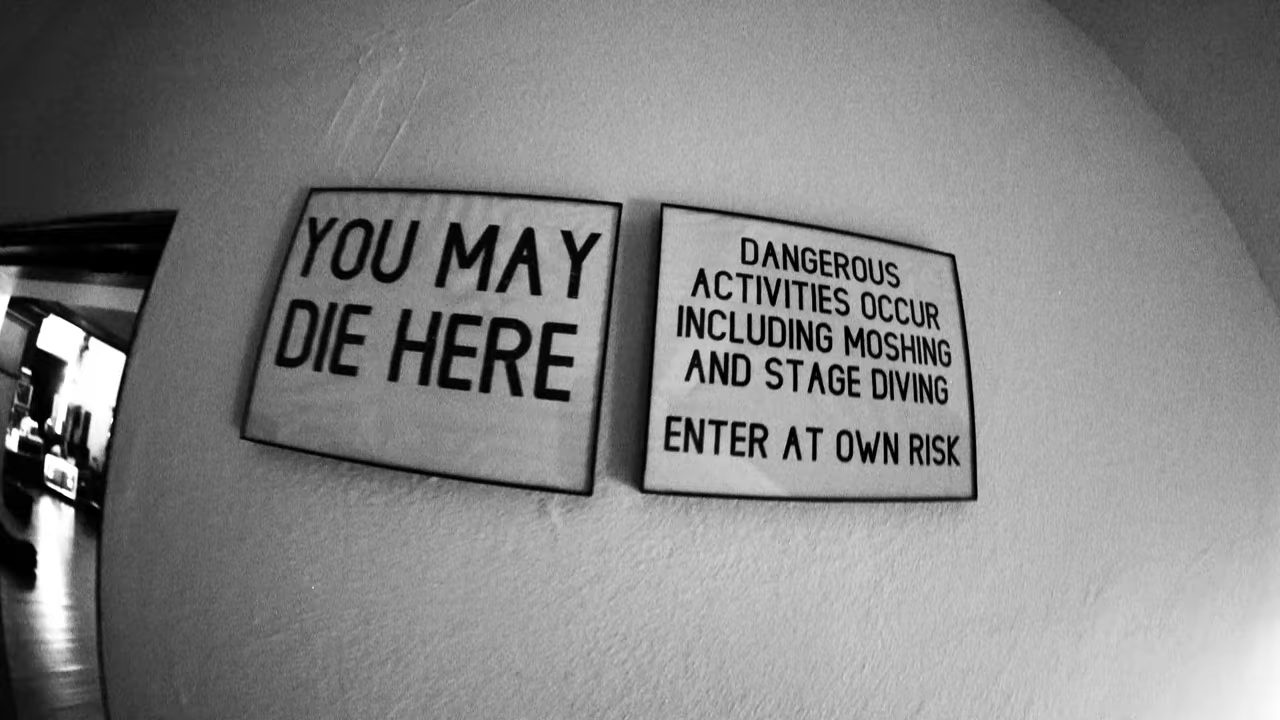 YOU MAY
DIE HERE
DANGEROUS
ACTIVITIES OCCUR
INCLUDING MOSHING
AND STAGE DIVING
ENTER AT OWN RISK